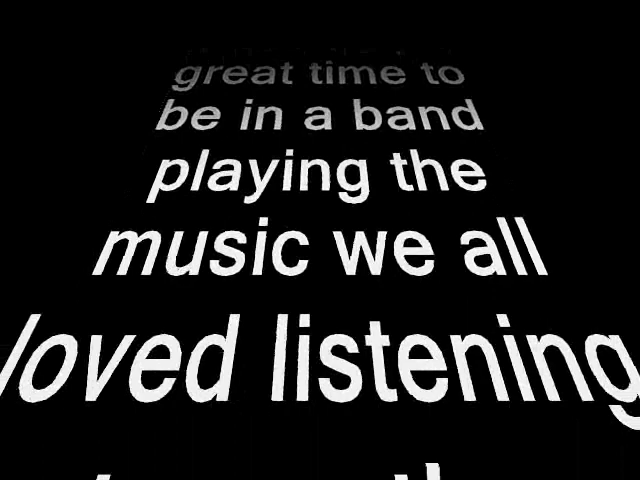 great time to
be in a band
playing the
music we all
loved listening